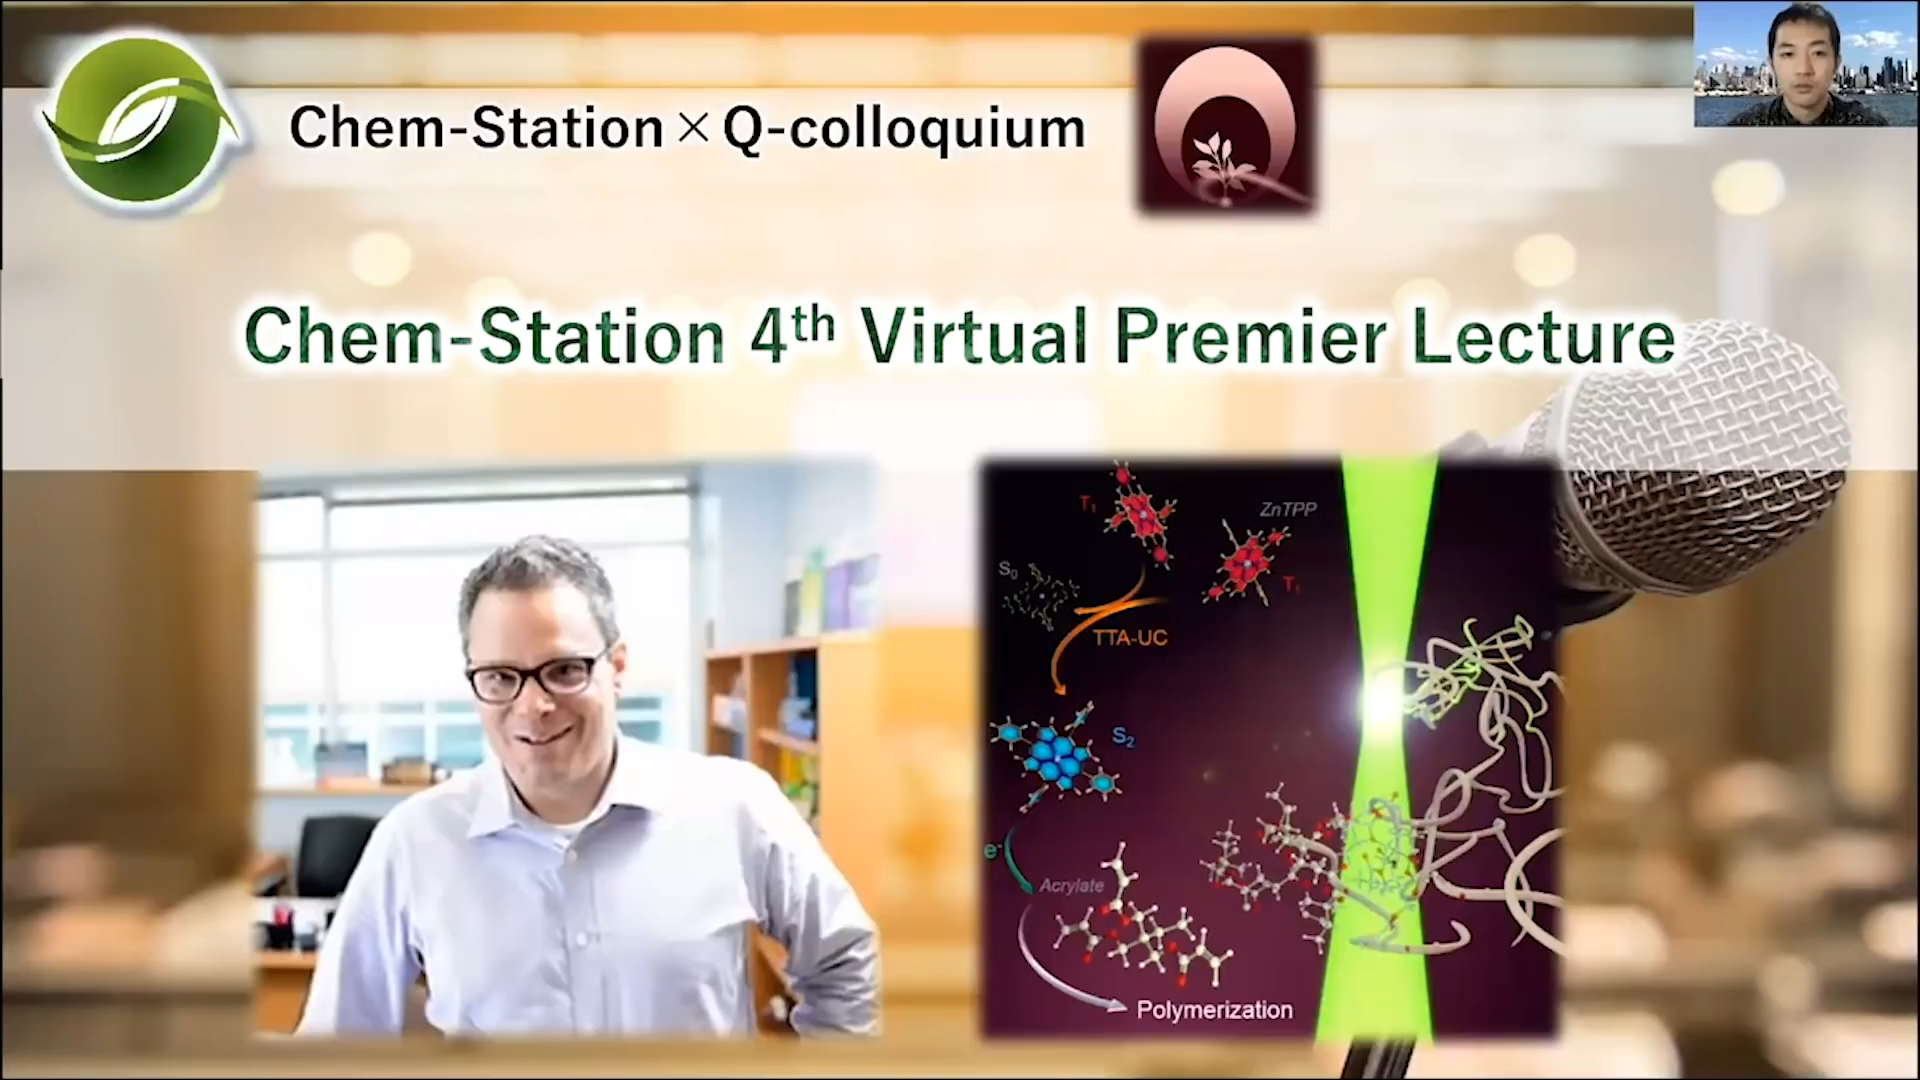 Chem-Station×Q-colloquium
Chem-Station 4th Virtual Premier Lecture
T1
ZnTPP
S0
T1
TTA-UC
S2
e-
Acrylate
Polymerization